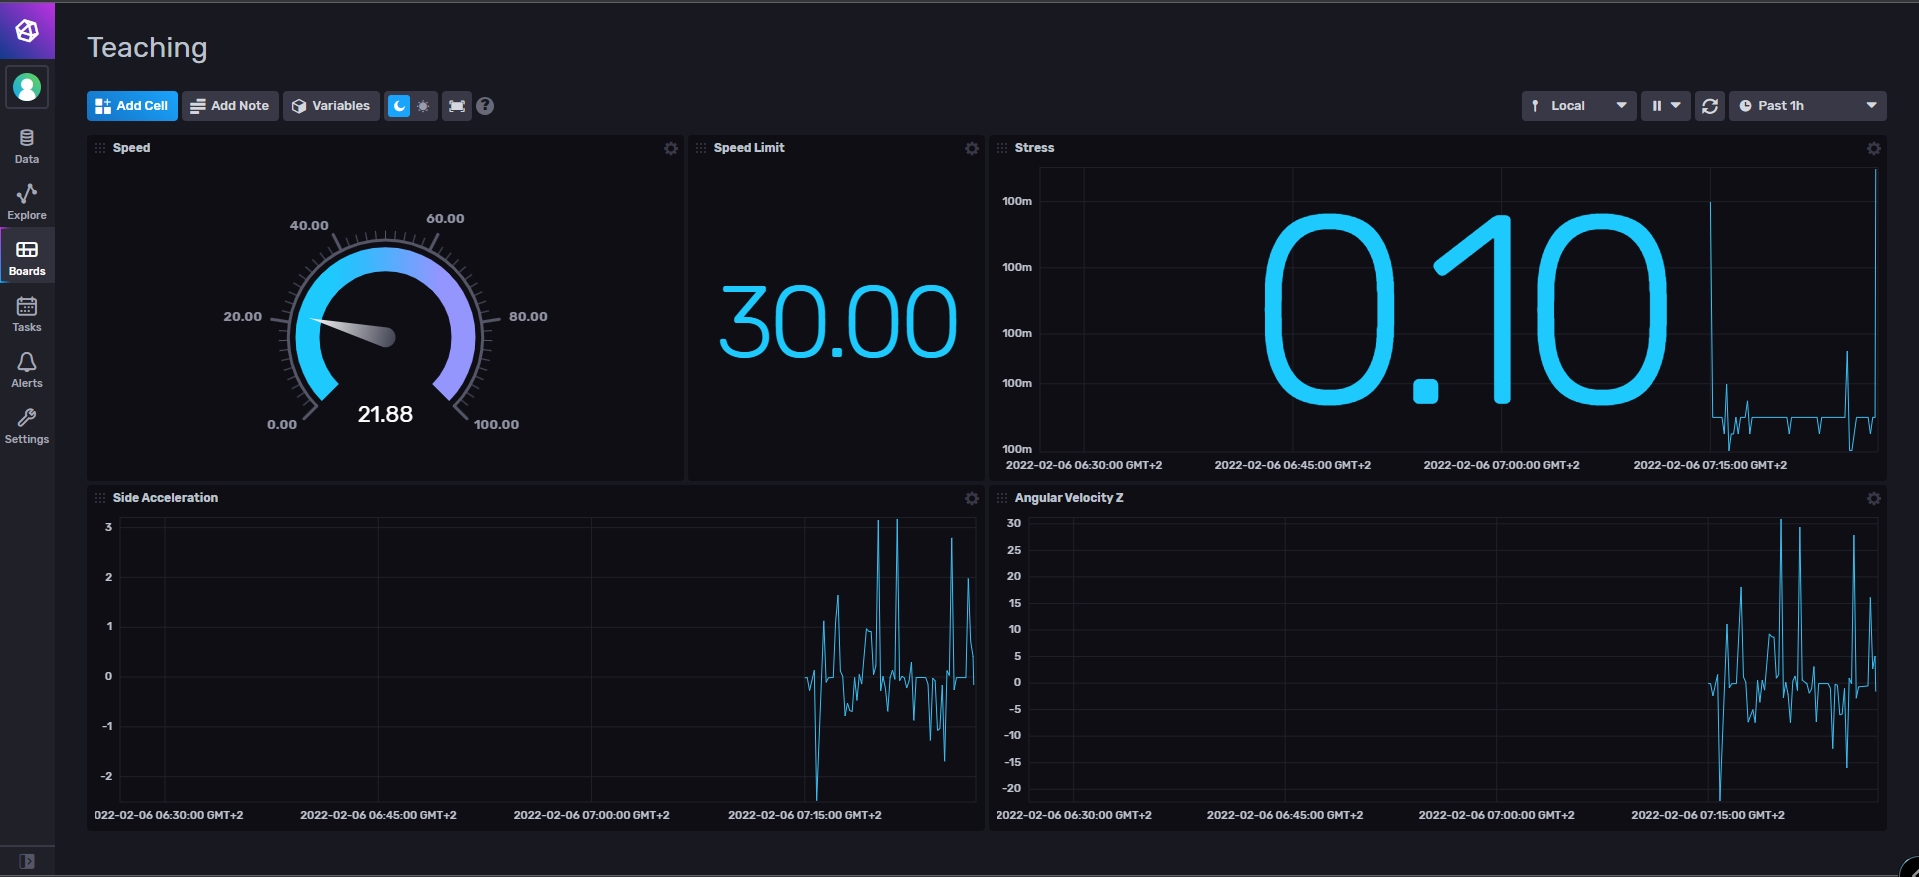 Teaching
Add Cell
Add Note
Variables
?
Local
Past 1h
Data
Explore
Boards
Tasks
Alerts
Settings
Speed
0.00
20.00
40.00
60.00
80.00
100.00
21.88
Speed Limit
30.00
Stress
0.10
100m
100m
100m
100m
100m
2022-02-06 06:30:00 GMT+2
2022-02-06 06:45:00 GMT+2
2022-02-06 07:00:00 GMT+2
2022-02-06 07:15:00 GMT+2
Side Acceleration
3
2
1
0
-1
-2
022-02-06 06:30:00 GMT+2
2022-02-06 06:45:00 GMT+2
2022-02-06 07:00:00 GMT+2
2022-02-06 07:15:00 GMT+2
Angular Velocity Z
30
25
20
15
10
5
0
-5
-10
-15
-20
2022-02-06 06:30:00 GMT+2
2022-02-06 06:45:00 GMT+2
2022-02-06 07:00:00 GMT+2
2022-02-06 07:15:00 GMT+2